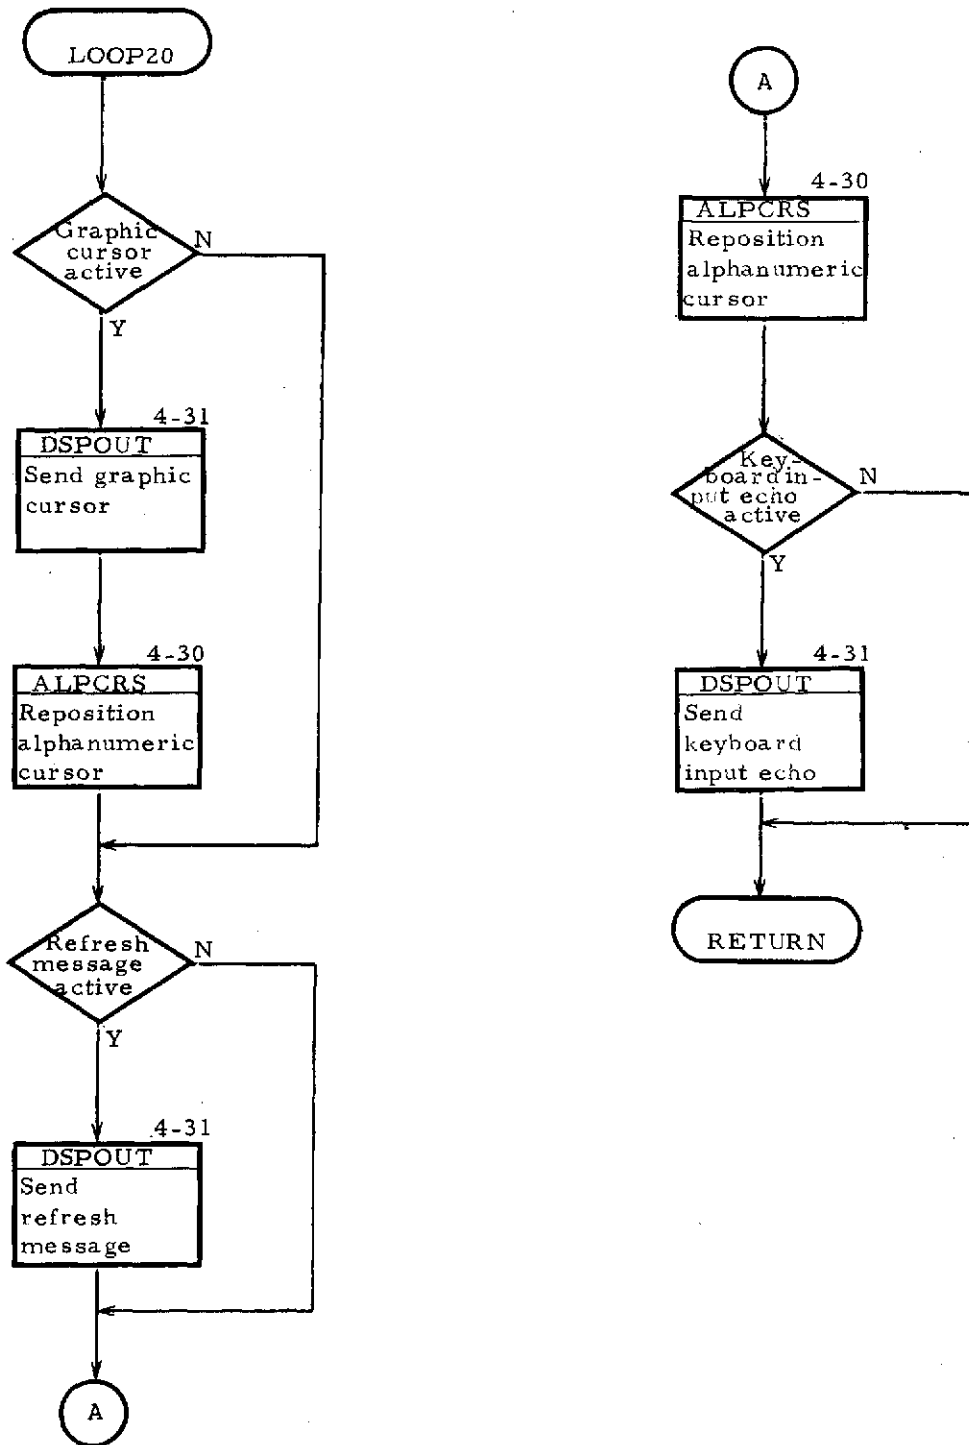 LOOP20
Graphic
cursor
active
N
Y
4-31
DSPOUT
Send graphic
cursor
4-30
ALPCRS
Reposition
alphanumeric
cursor
Refresh
message
active
N
Y
4-31
DSPOUT
Send
refresh
message
A
A
4-30
ALPCRS
Reposition
alphanumeric
cursor
Key-
board in-
put echo
active
N
Y
4-31
DSPOUT
Send
keyboard
input echo
RETURN